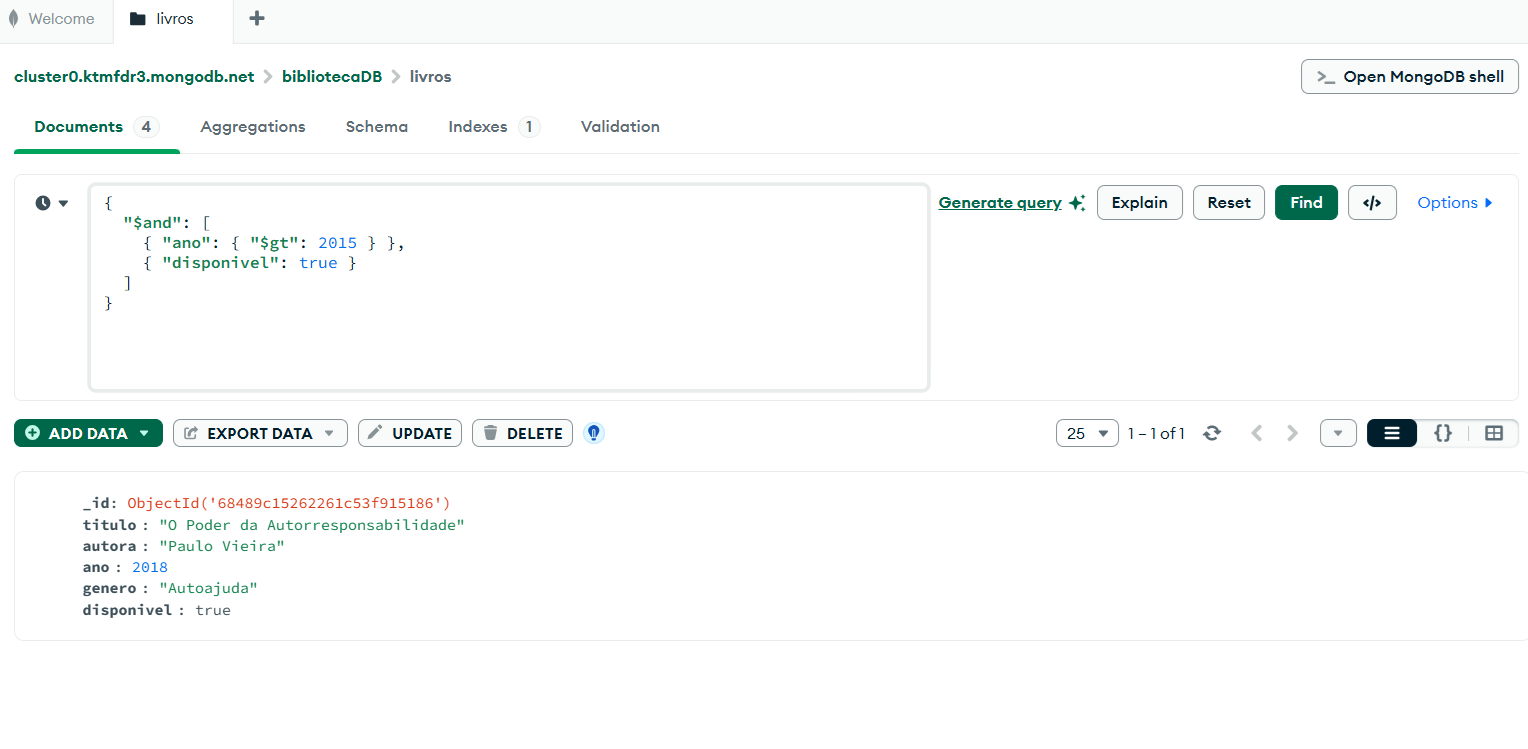 Welcome livros +
cluster0.ktmfdr3.mongodb.net > bibliotecaDB > livros >_ Open MongoDB shell
Documents 4 Aggregations Schema Indexes 1 Validation
{
"$and": [
{ "ano": { "$gt": 2015 } },
{ "disponivel": true }
]
}
Generate query Explain Reset Find </> Options
ADD DATA EXPORT DATA UPDATE DELETE 25 1 – 1 of 1 {}
_id: ObjectId('68489c15262261c53f915186')
titulo : "O Poder da Autorresponsabilidade"
autora : "Paulo Vieira"
ano : 2018
genero : "Autoajuda"
disponivel : true